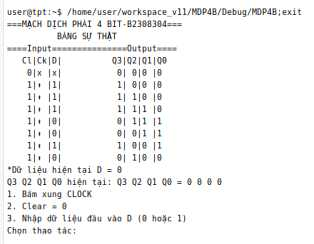 user@tpt:~$ /home/user/workspace_v11/MDP4B/Debug/MDP4B;exit
===MẠCH DỊCH PHẢI 4 BIT-B2308304===
BẢNG SỰ THẬT
====Input===============Output====
Cl|Ck|D| Q3|Q2|Q1|Q0
0|x |x| 0| 0|0 |0
1|⬆ |1| 1| 0|0 |0
1|⬆ |1| 1| 1|0 |0
1|⬆ |1| 1| 1|1 |0
1|⬆ |0| 0| 1|1 |1
1|⬆ |0| 0| 0|1 |1
1|⬆ |1| 1| 0|0 |1
1|⬆ |0| 0| 1|0 |0
*Dữ liệu hiện tại D = 0
Q3 Q2 Q1 Q0 hiện tại: Q3 Q2 Q1 Q0 = 0 0 0 0
1. Bấm xung CLOCK
2. Clear = 0
3. Nhập dữ liệu đầu vào D (0 hoặc 1)
Chọn thao tác: